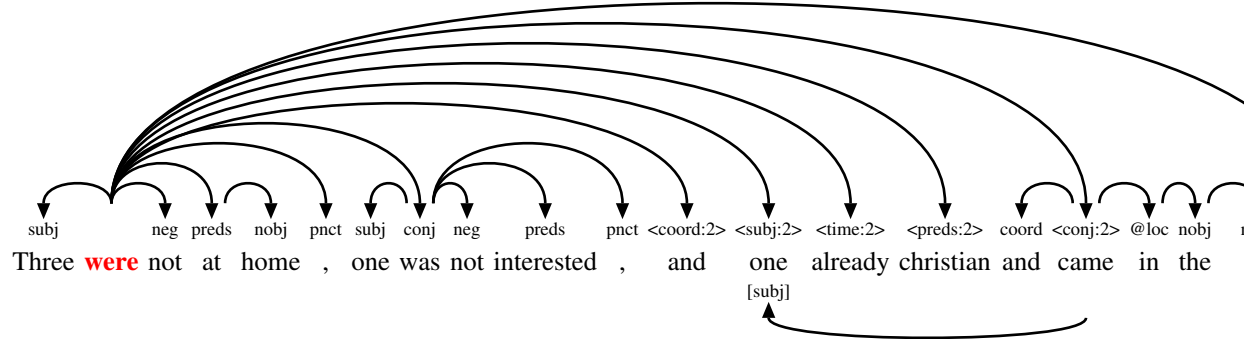 subj neg preds nobj pnct subj conj neg preds pnct <coord:2> <subj:2> <time:2> <preds:2> coord <conj:2> @loc nobj
Three were not at home , one was not interested , and one already christian and came in the
[subj]